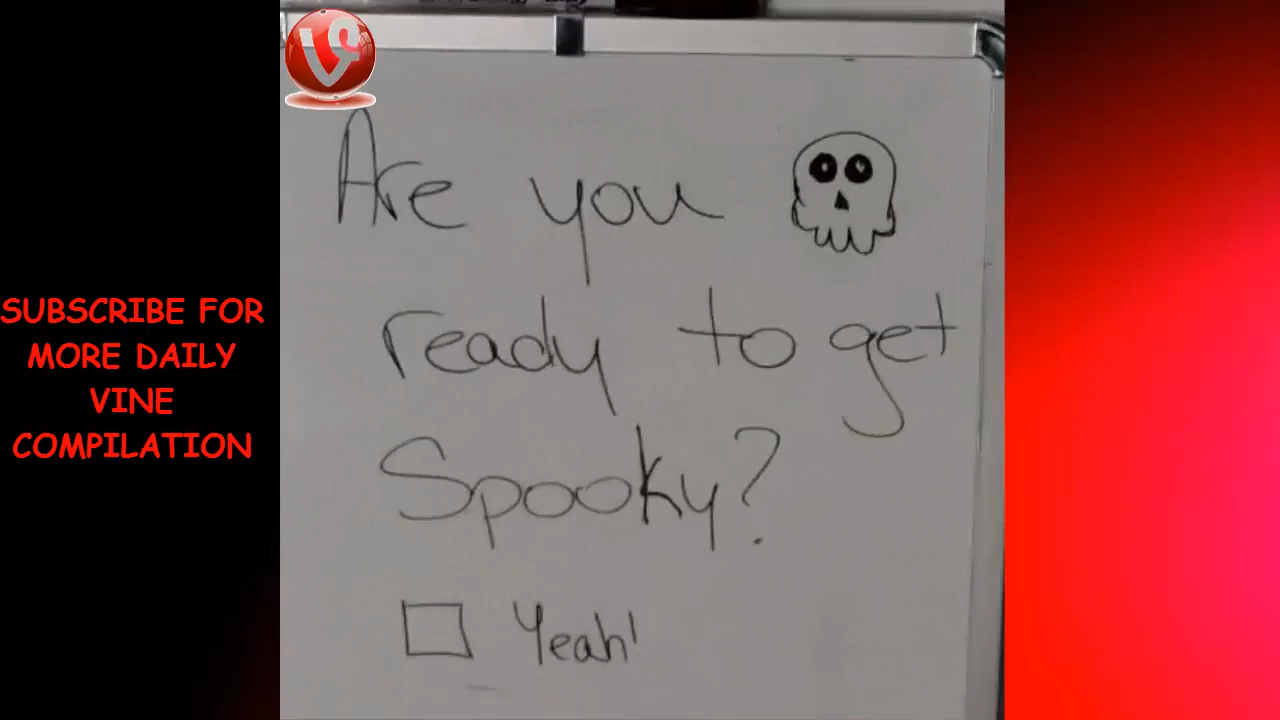 SUBSCRIBE FOR
MORE DAILY
VINE
COMPILATION
Are you
ready to get
Spooky?
Yeah!